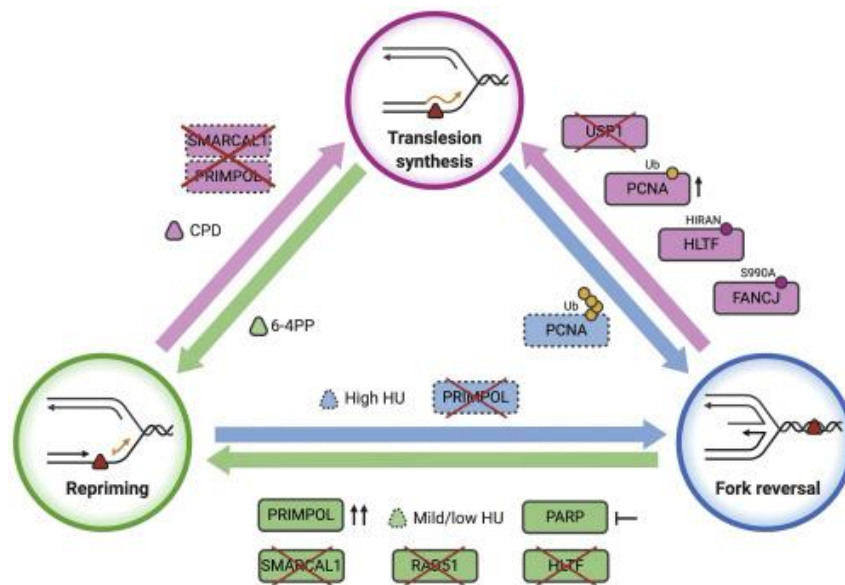 Translesion
synthesis
SMARCAL1
PRIMPOL
CPD
6-4PP
USP1
Ub
PCNA
HIRAN
HLTF
S990A
FANCJ
Ub
PCNA
High HU
PRIMPOL
Repriming
Fork reversal
PRIMPOL
Mild/low HU
PARP
SMARCAL1
RAD51
HLTF